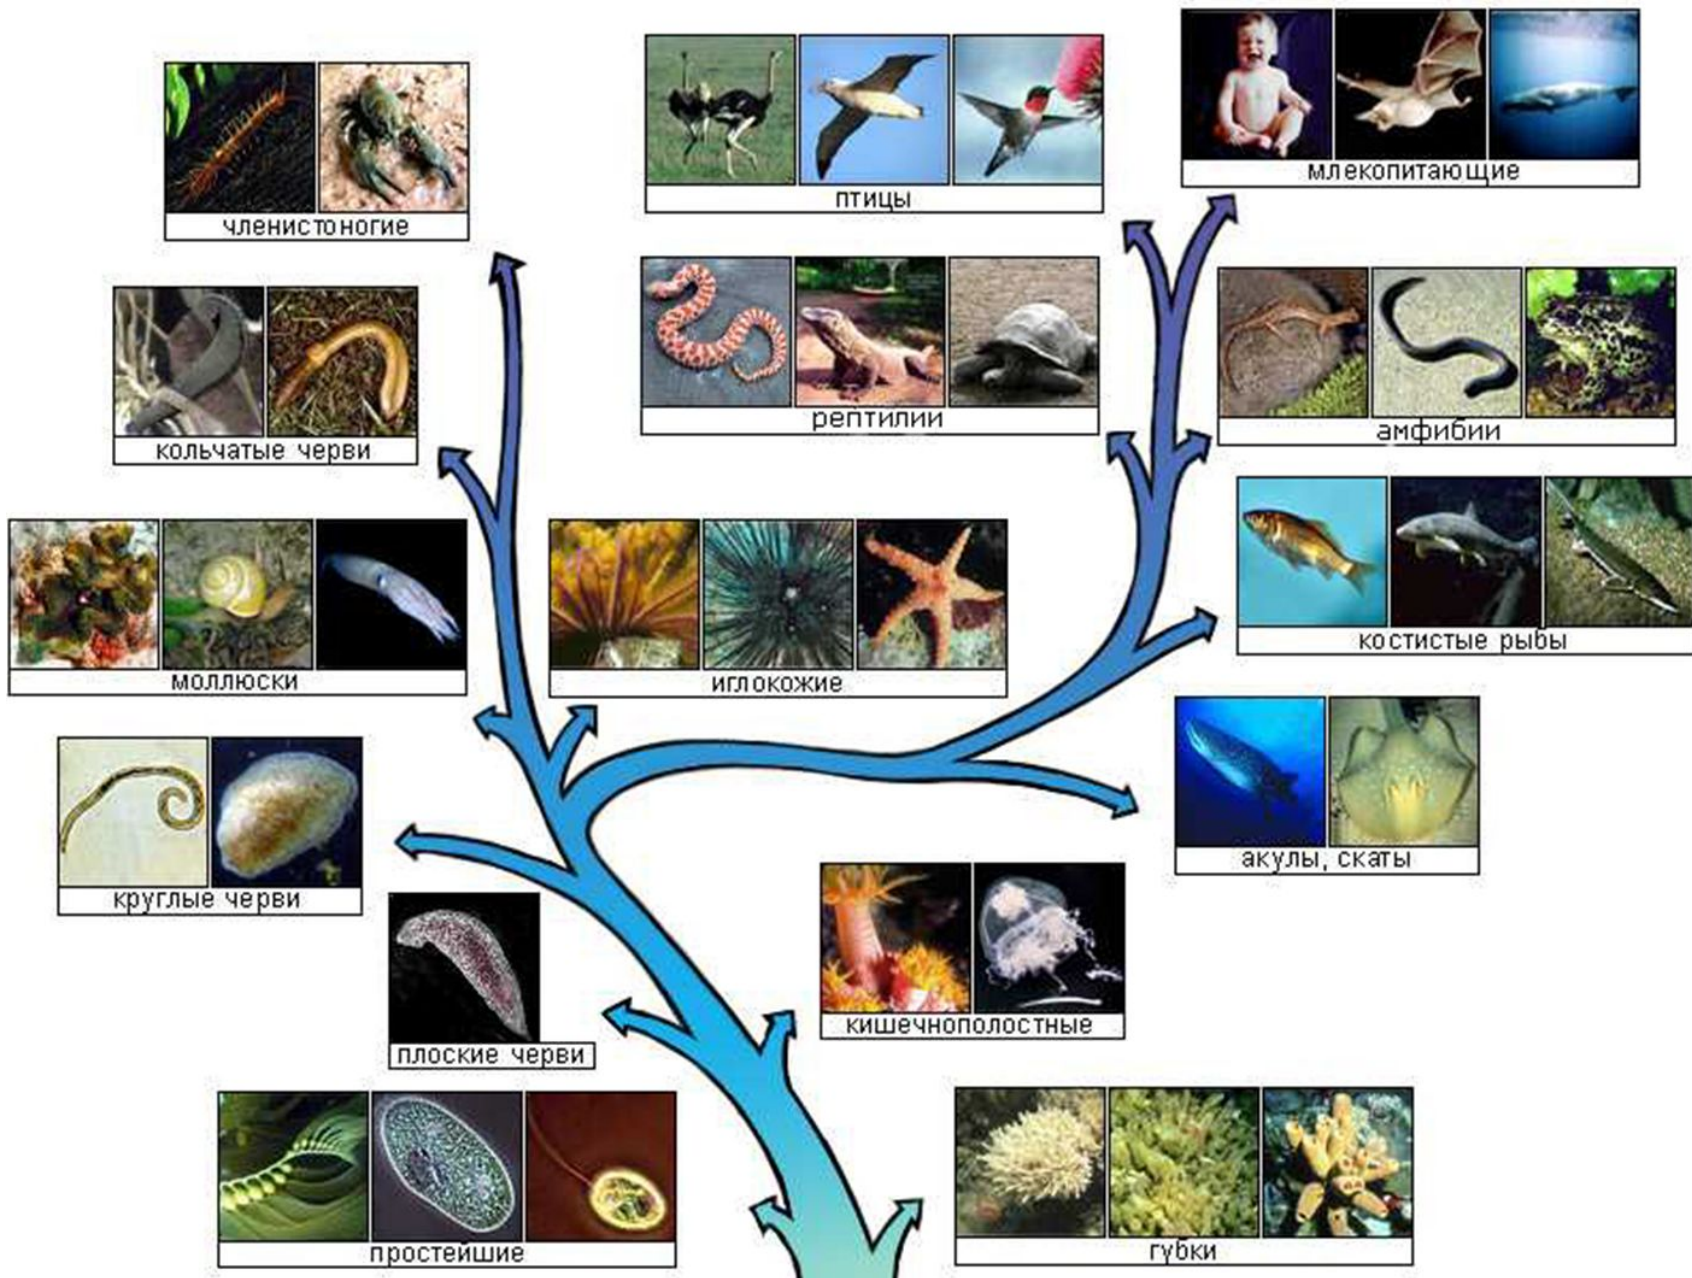 млекопитающие
птицы
членистоногие
рептилии
амфибии
кольчатые черви
костистые рыбы
моллюски
иглокожие
акулы, скаты
круглые черви
кишечнополостные
плоские черви
простейшие
губки